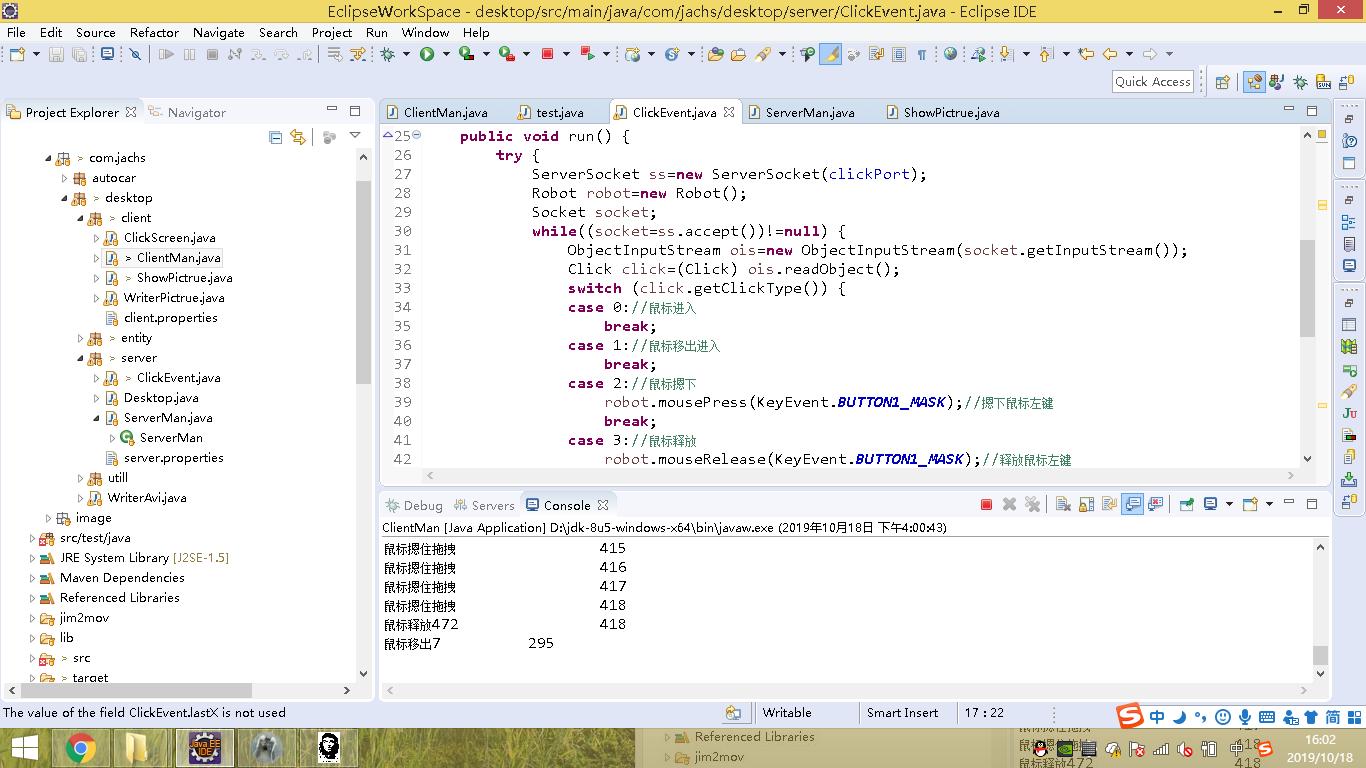 EclipseWorkSpace - desktop/src/main/java/com/jachs/desktop/server/ClickEvent.java - Eclipse IDE
File Edit Source Refactor Navigate Search Project Run Window Help
Quick Access
Project Explorer Navigator
> com.jachs
autocar
> desktop
> client
ClickScreen.java
> ClientMan.java
> ShowPictrue.java
WriterPictrue.java
client.properties
> entity
> server
> ClickEvent.java
Desktop.java
ServerMan.java
ServerMan
server.properties
utill
WriterAvi.java
image
src/test/java
JRE System Library [J2SE-1.5]
Maven Dependencies
Referenced Libraries
jim2mov
lib
> src
> target
ClientMan.java test.java ClickEvent.java ServerMan.java ShowPictrue.java
25 public void run() {
26 try {
27 ServerSocket ss=new ServerSocket(clickPort);
28 Robot robot=new Robot();
29 Socket socket;
30 while((socket=ss.accept())!=null) {
31 ObjectInputStream ois=new ObjectInputStream(socket.getInputStream());
32 Click click=(Click) ois.readObject();
33 switch (click.getClickType()) {
34 case 0://鼠标进入
35 break;
36 case 1://鼠标移出进入
37 break;
38 case 2://鼠标摁下
39 robot.mousePress(KeyEvent.BUTTON1_MASK);//摁下鼠标左键
40 break;
41 case 3://鼠标释放
42 robot.mouseRelease(KeyEvent.BUTTON1_MASK);//释放鼠标左键
Debug Servers Console
ClientMan [Java Application] D:\jdk-8u5-windows-x64\bin\javaw.exe (2019年10月18日 下午4:00:43)
鼠标摁住拖拽 415
鼠标摁住拖拽 416
鼠标摁住拖拽 417
鼠标摁住拖拽 418
鼠标释放472 418
鼠标移出7 295
The value of the field ClickEvent.lastX is not used
Writable Smart Insert 17 : 22
中 简
Java EE IDE
Referenced Libraries
jim2mov
鼠标释放472 418
中
16:02
2019/10/18